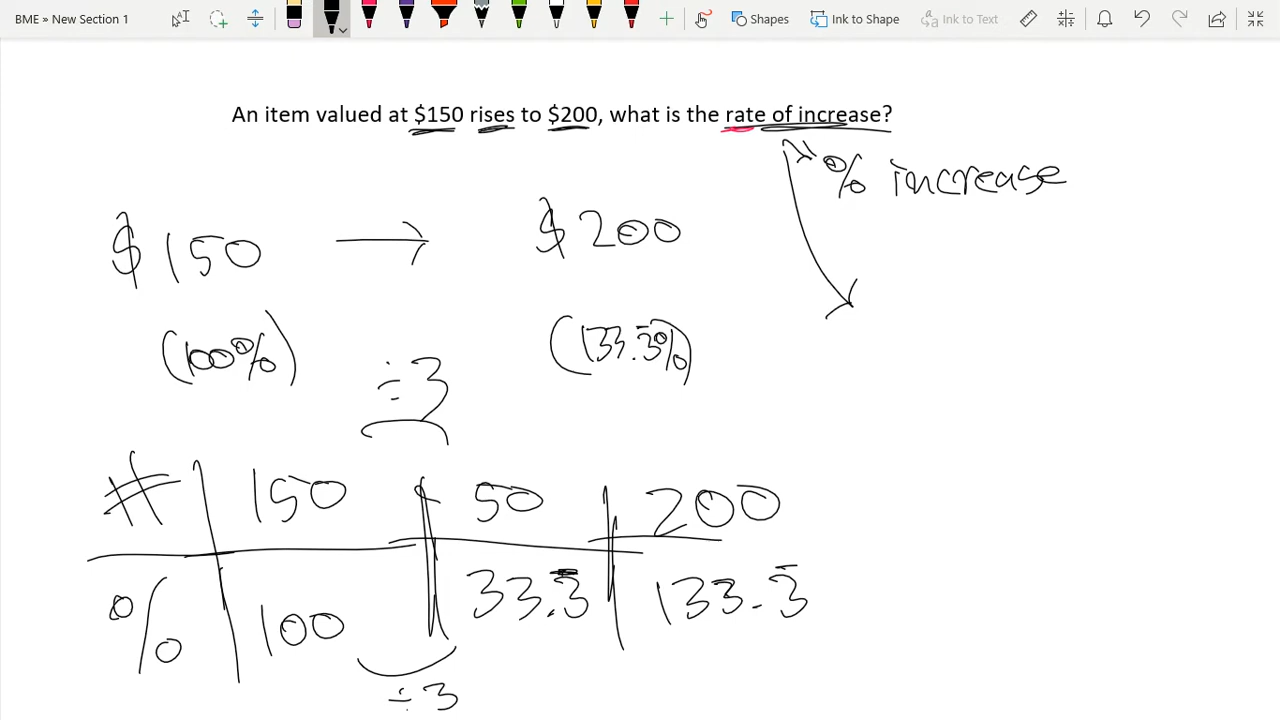 BME » New Section 1 Shapes Ink to Shape Ink to Text
An item valued at $150 rises to $200, what is the rate of increase?
% increase
$150 → $200
(100%) (133.3̄%)
÷3
# 150 50 200
% 100 33.3̄ 133.3̄
÷3